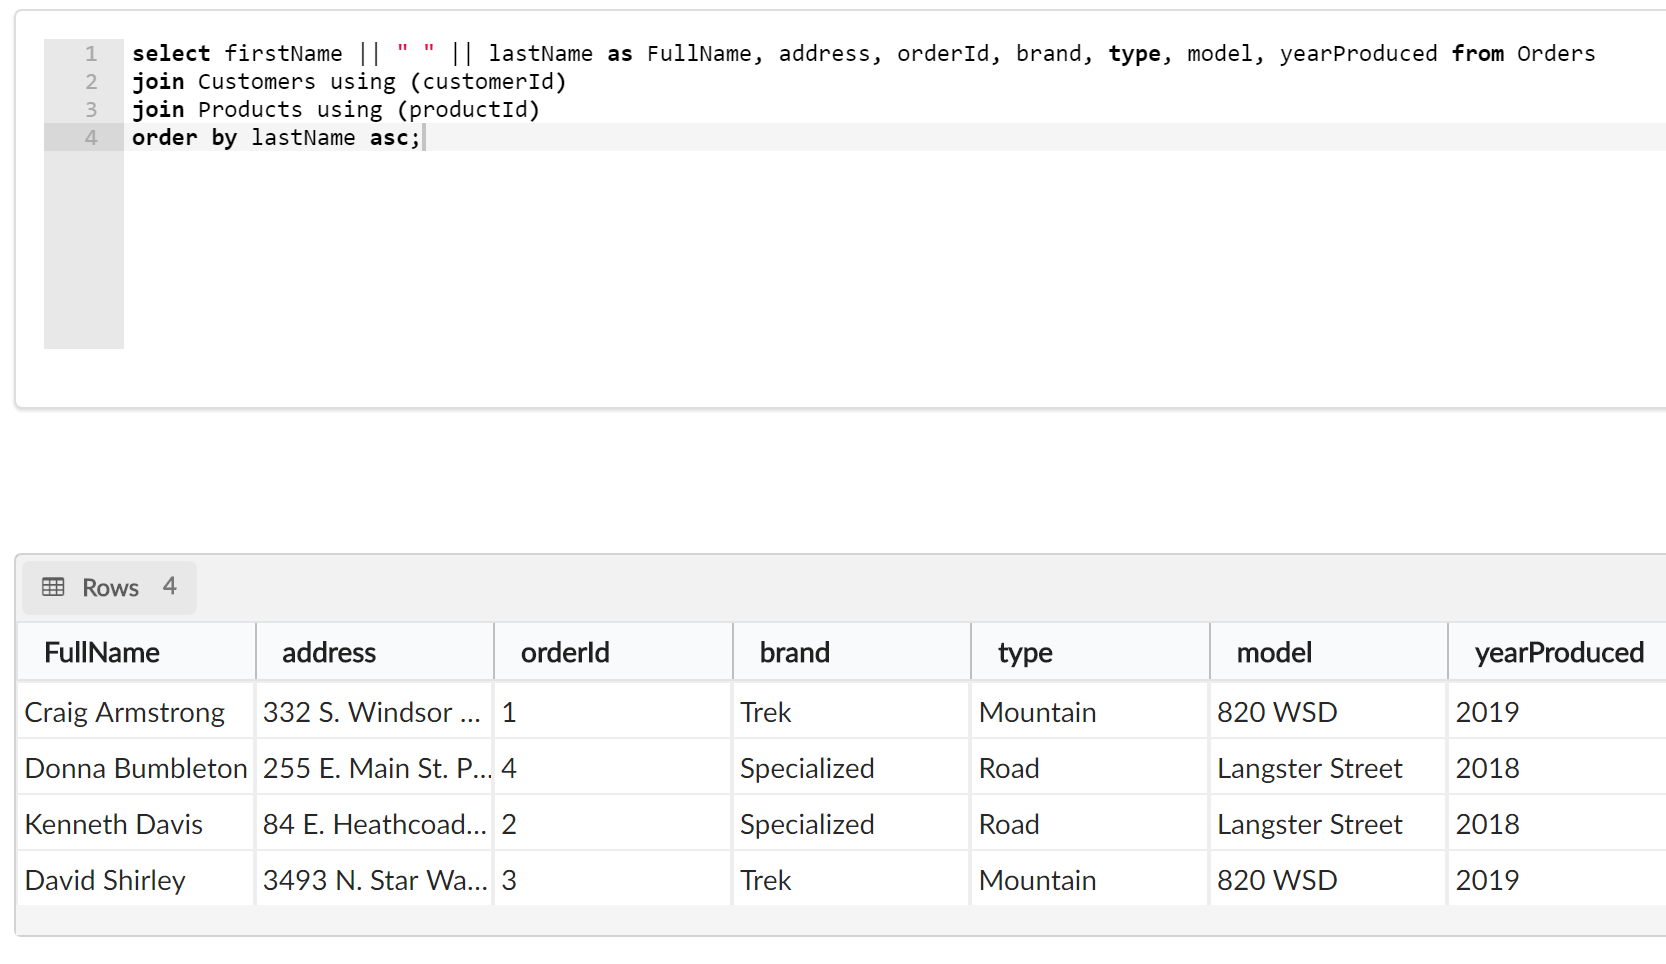 1 select firstName || " " || lastName as FullName, address, orderId, brand, type, model, yearProduced from Orders
2 join Customers using (customerId)
3 join Products using (productId)
4 order by lastName asc;
Rows 4
FullName address orderId brand type model yearProduced
Craig Armstrong 332 S. Windsor ... 1 Trek Mountain 820 WSD 2019
Donna Bumbleton 255 E. Main St. P... 4 Specialized Road Langster Street 2018
Kenneth Davis 84 E. Heathcoad... 2 Specialized Road Langster Street 2018
David Shirley 3493 N. Star Wa... 3 Trek Mountain 820 WSD 2019